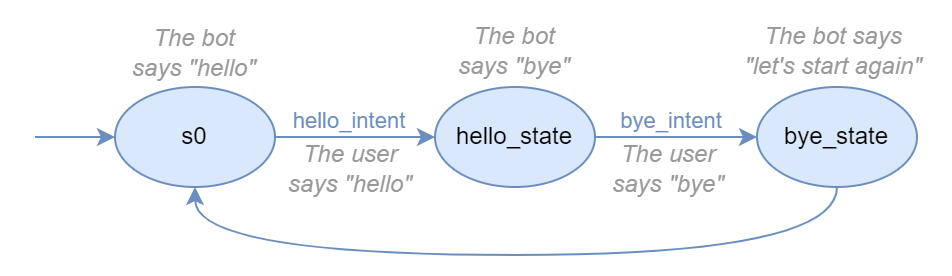 The bot
says "hello"
The bot
says "bye"
The bot says
"let's start again"
s0
hello_intent
The user
says "hello"
hello_state
bye_intent
The user
says "bye"
bye_state